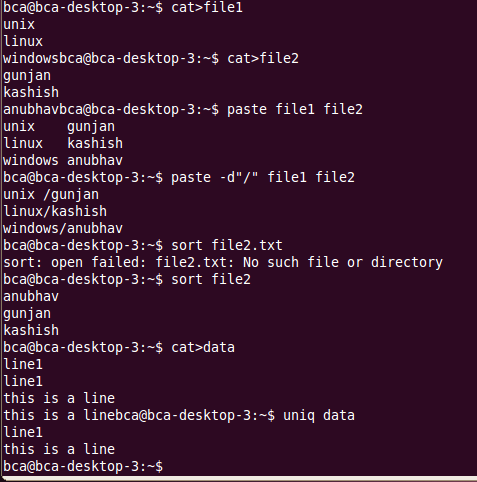 bca@bca-desktop-3:~$ cat>file1
unix
linux
windowsbca@bca-desktop-3:~$ cat>file2
gunjan
kashish
anubhavbca@bca-desktop-3:~$ paste file1 file2
unix    gunjan
linux   kashish
windows anubhav
bca@bca-desktop-3:~$ paste -d"/" file1 file2
unix /gunjan
linux/kashish
windows/anubhav
bca@bca-desktop-3:~$ sort file2.txt
sort: open failed: file2.txt: No such file or directory
bca@bca-desktop-3:~$ sort file2
anubhav
gunjan
kashish
bca@bca-desktop-3:~$ cat>data
line1
line1
this is a line
this is a linebca@bca-desktop-3:~$ uniq data
line1
this is a line
bca@bca-desktop-3:~$